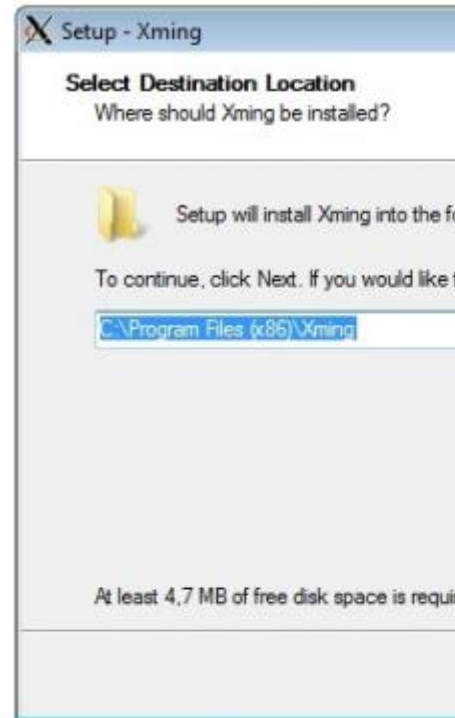 Setup - Xming
Select Destination Location
Where should Xming be installed?
Setup will install Xming into the
To continue, click Next. If you would like
C:\Program Files (x86)\Xming
At least 4,7 MB of free disk space is